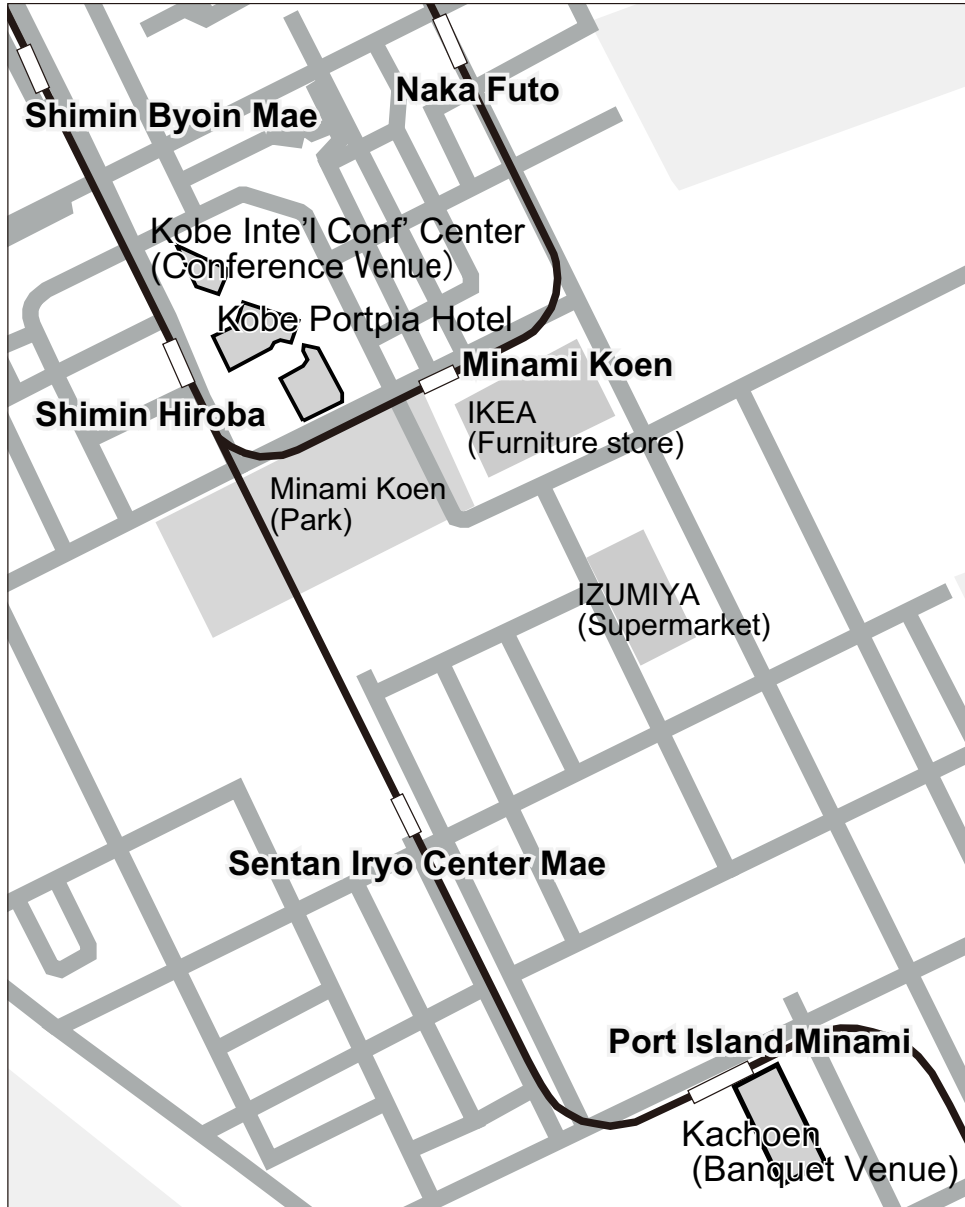 Naka Futo
Shimin Byoin Mae
Kobe Inte’l Conf’ Center
(Conference Venue)
Kobe Portpia Hotel
Minami Koen
Shimin Hiroba
IKEA
(Furniture store)
Minami Koen
(Park)
IZUMIYA
(Supermarket)
Sentan Iryo Center Mae
Port Island Minami
Kachoen
(Banquet Venue)